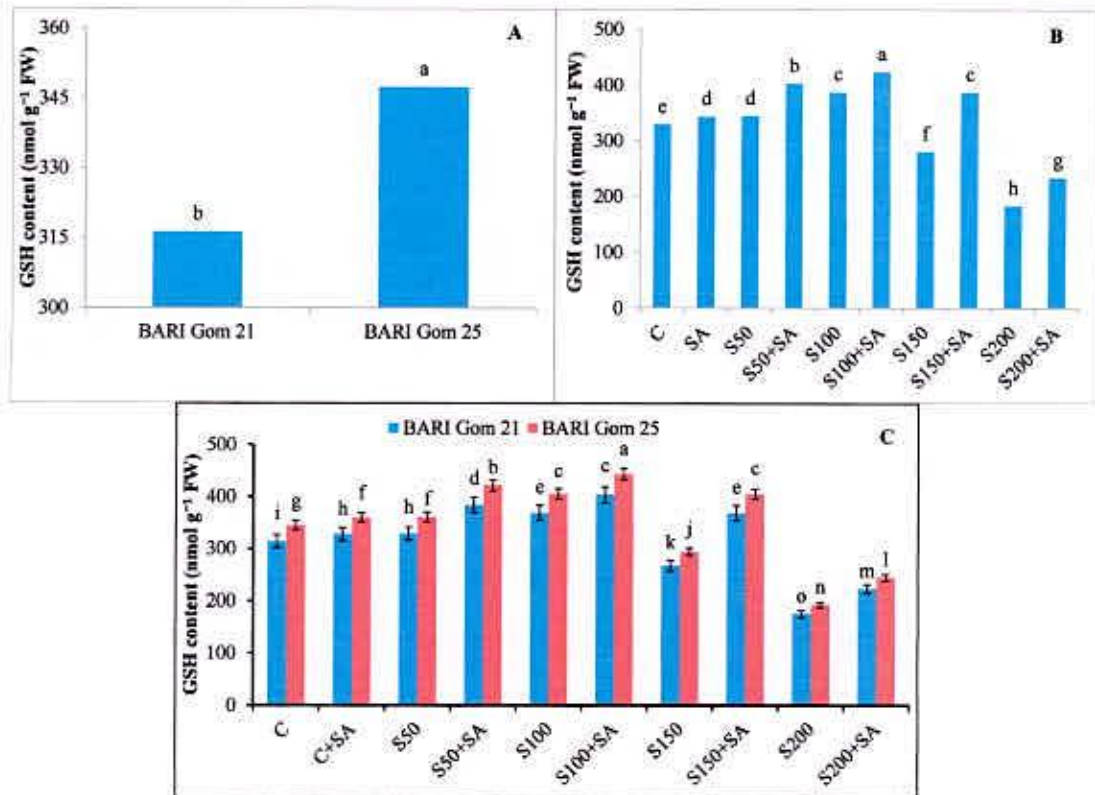 A
GSH content (nmol g⁻¹ FW)
360
345
330
315
300
b
a
BARI Gom 21
BARI Gom 25
B
GSH content (nmol g⁻¹ FW)
500
400
300
200
100
0
e d d b c a f c h g
C SA S50 S50+SA S100 S100+SA S150 S150+SA S200 S200+SA
BARI Gom 21 BARI Gom 25
C
GSH content (nmol g⁻¹ FW)
500
400
300
200
100
0
i g h f h f d b e c c a k j e c o n m l
C C+SA S50 S50+SA S100 S100+SA S150 S150+SA S200 S200+SA